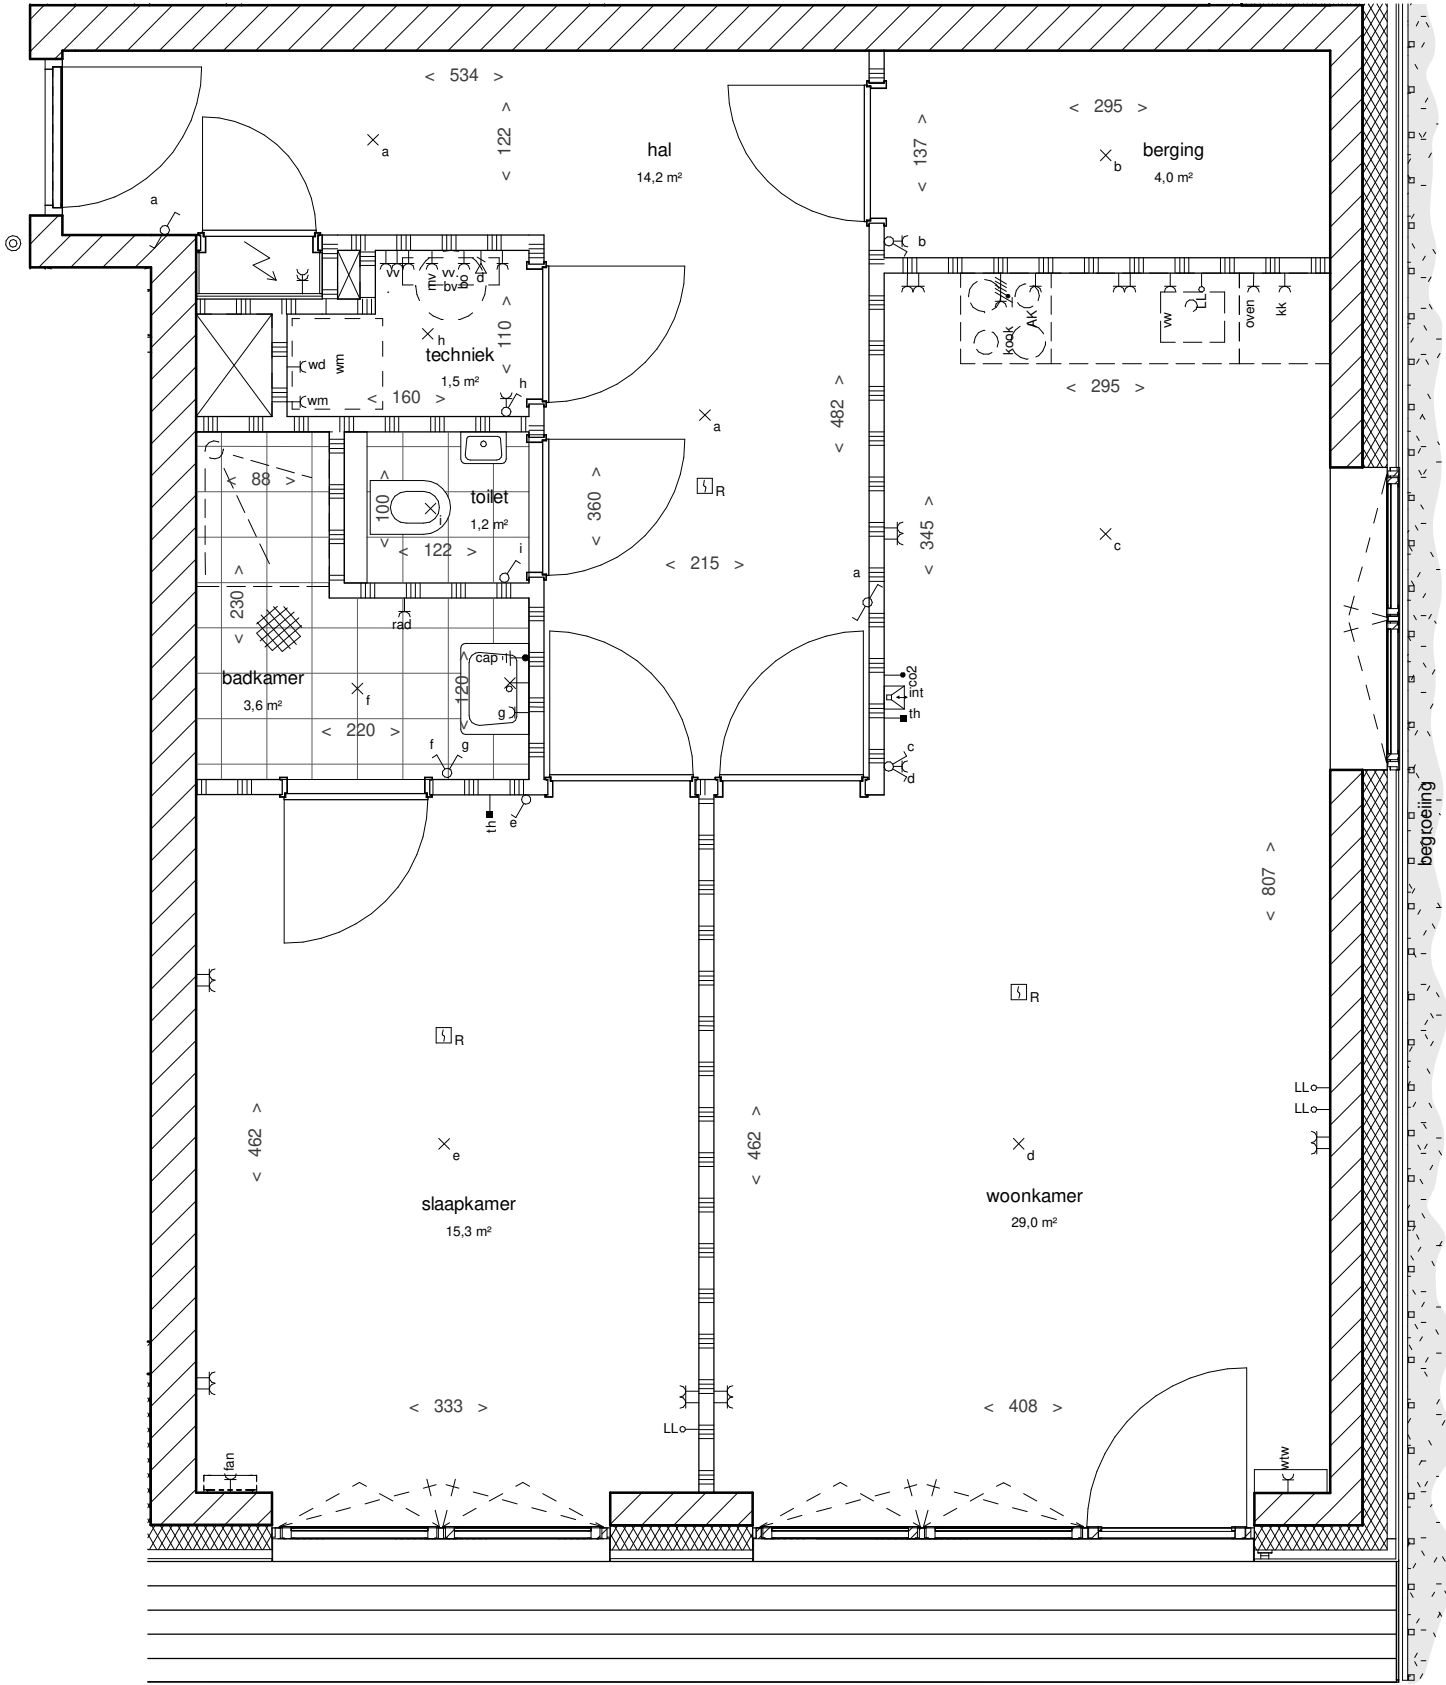 < 534 >
< 295 >
< 122 >
< 137 >
hal
14,2 m²
berging
4,0 m²
a
b
a
b
vv
mv
vv
bv
bo
d
h
techniek
1,5 m²
< 110 >
wd
wm
wm
< 160 >
h
kook
AK
vw
LL
oven
kk
< 295 >
a
< 482 >
R
< 88 >
< 100 >
toilet
1,2 m²
i
< 122 >
i
< 360 >
< 215 >
< 345 >
c
a
< 230 >
rad
badkamer
3,6 m²
f
cap
< 120 >
g
< 220 >
f
g
co2
int
th
c
d
th
e
begroeiing
< 807 >
R
R
LL
LL
< 462 >
< 462 >
e
d
slaapkamer
15,3 m²
woonkamer
29,0 m²
< 333 >
< 408 >
LL
fan
wtw